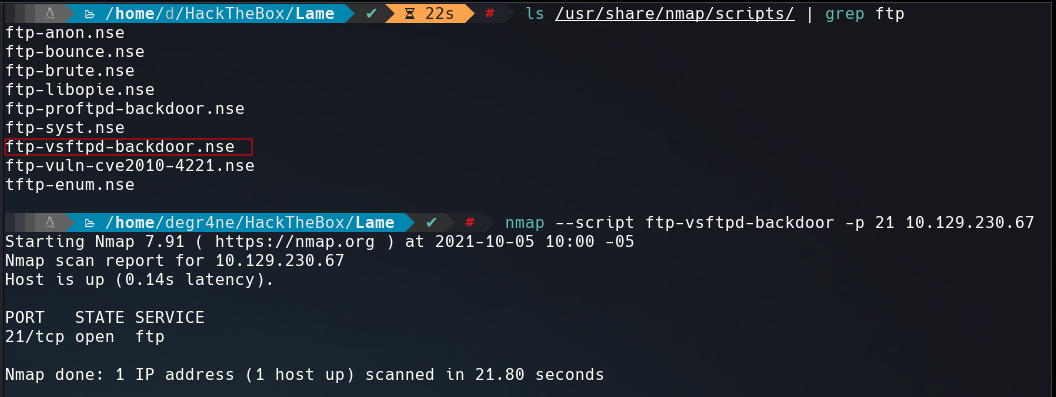 /home/d/HackTheBox/Lame ✔ 22s # ls /usr/share/nmap/scripts/ | grep ftp
ftp-anon.nse
ftp-bounce.nse
ftp-brute.nse
ftp-libopie.nse
ftp-proftpd-backdoor.nse
ftp-syst.nse
ftp-vsftpd-backdoor.nse
ftp-vuln-cve2010-4221.nse
tftp-enum.nse
/home/degr4ne/HackTheBox/Lame ✔ # nmap --script ftp-vsftpd-backdoor -p 21 10.129.230.67
Starting Nmap 7.91 ( https://nmap.org ) at 2021-10-05 10:00 -05
Nmap scan report for 10.129.230.67
Host is up (0.14s latency).
PORT   STATE SERVICE
21/tcp open  ftp
Nmap done: 1 IP address (1 host up) scanned in 21.80 seconds